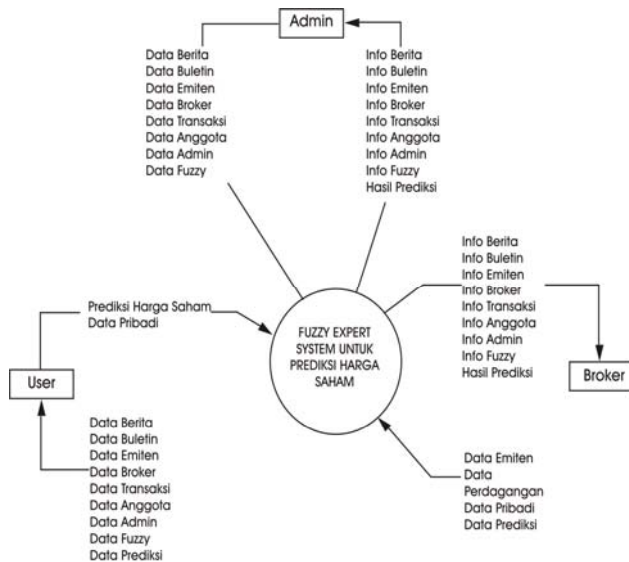 Admin
Data Berita
Data Buletin
Data Emiten
Data Broker
Data Transaksi
Data Anggota
Data Admin
Data Fuzzy
Info Berita
Info Buletin
Info Emiten
Info Broker
Info Transaksi
Info Anggota
Info Admin
Info Fuzzy
Hasil Prediksi
Prediksi Harga Saham
Data Pribadi
User
Data Berita
Data Buletin
Data Emiten
Data Broker
Data Transaksi
Data Anggota
Data Admin
Data Fuzzy
Data Prediksi
FUZZY EXPERT
SYSTEM UNTUK
PREDIKSI HARGA
SAHAM
Info Berita
Info Buletin
Info Emiten
Info Broker
Info Transaksi
Info Anggota
Info Admin
Info Fuzzy
Hasil Prediksi
Broker
Data Emiten
Data
Perdagangan
Data Pribadi
Data Prediksi